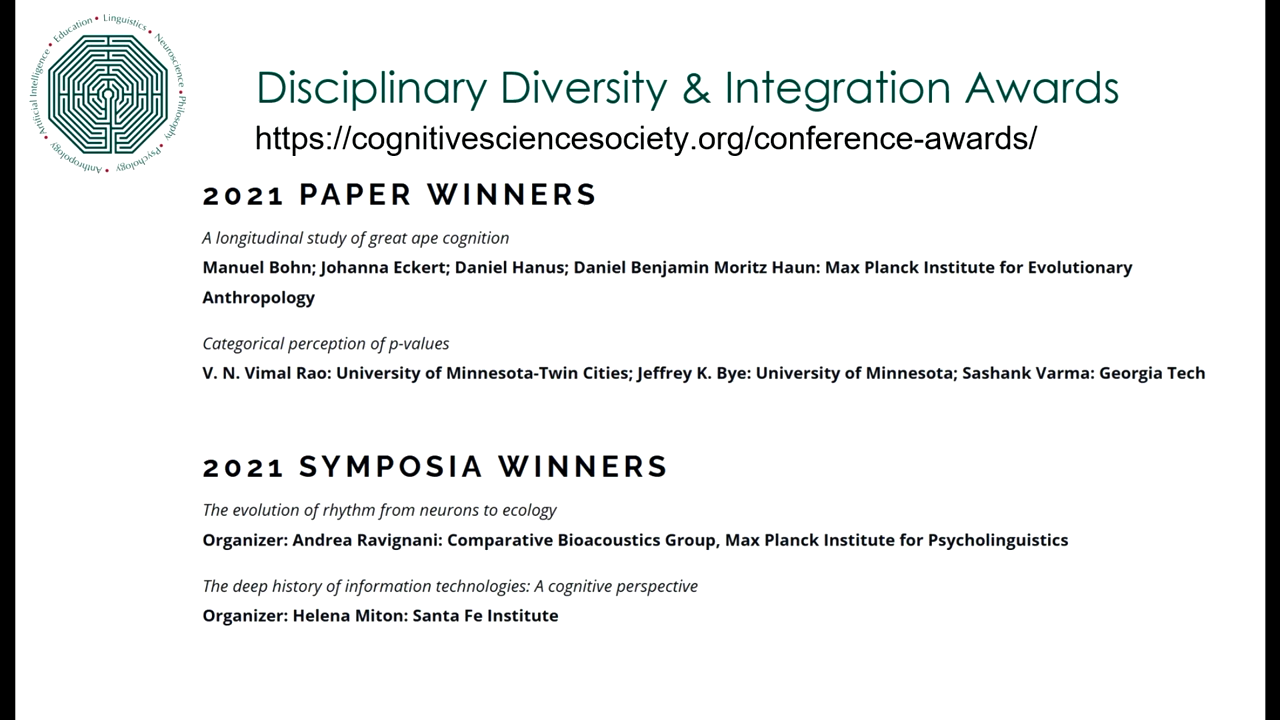 Artificial Intelligence • Education • Linguistics • Neuroscience • Philosophy • Psychology • Anthropology •
Disciplinary Diversity & Integration Awards
https://cognitivesciencesociety.org/conference-awards/
2021 PAPER WINNERS
A longitudinal study of great ape cognition
Manuel Bohn; Johanna Eckert; Daniel Hanus; Daniel Benjamin Moritz Haun: Max Planck Institute for Evolutionary
Anthropology
Categorical perception of p-values
V. N. Vimal Rao: University of Minnesota-Twin Cities; Jeffrey K. Bye: University of Minnesota; Sashank Varma: Georgia Tech
2021 SYMPOSIA WINNERS
The evolution of rhythm from neurons to ecology
Organizer: Andrea Ravignani: Comparative Bioacoustics Group, Max Planck Institute for Psycholinguistics
The deep history of information technologies: A cognitive perspective
Organizer: Helena Miton: Santa Fe Institute